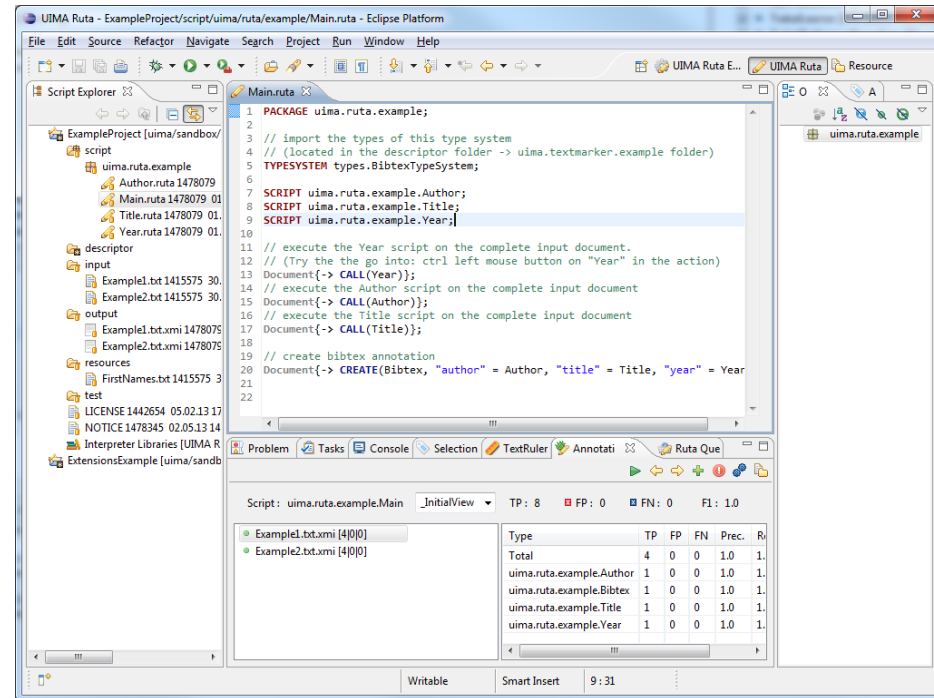 UIMA Ruta - ExampleProject/script/uima/ruta/example/Main.ruta - Eclipse Platform
File Edit Source Refactor Navigate Search Project Run Window Help
UIMA Ruta E... UIMA Ruta Resource
Script Explorer
ExampleProject [uima/sandbox/
script
uima.ruta.example
Author.ruta 1478079
Main.ruta 1478079 01
Title.ruta 1478079 01.
Year.ruta 1478079 01.
descriptor
input
Example1.txt 1415575 30.
Example2.txt 1415575 30.
output
Example1.txt.xmi 1478079
Example2.txt.xmi 1478079
resources
FirstNames.txt 1415575 3
test
LICENSE 1442654 05.02.13 17
NOTICE 1478345 02.05.13 14
Interpreter Libraries [UIMA R
ExtensionsExample [uima/sandb
Main.ruta
1 PACKAGE uima.ruta.example;
2
3 // import the types of this type system
4 // (located in the descriptor folder -> uima.textmarker.example folder)
5 TYPESYSTEM types.BibtexTypeSystem;
6
7 SCRIPT uima.ruta.example.Author;
8 SCRIPT uima.ruta.example.Title;
9 SCRIPT uima.ruta.example.Year;
10
11 // execute the Year script on the complete input document.
12 // (Try the the go into: ctrl left mouse button on "Year" in the action)
13 Document{-> CALL(Year)};
14 // execute the Author script on the complete input document
15 Document{-> CALL(Author)};
16 // execute the Title script on the complete input document
17 Document{-> CALL(Title)};
18
19 // create bibtex annotation
20 Document{-> CREATE(Bibtex, "author" = Author, "title" = Title, "year" = Year
21
22
O A
uima.ruta.example
Problem Tasks Console Selection TextRuler Annotati Ruta Que
Script: uima.ruta.example.Main _InitialView TP: 8 FP: 0 FN: 0 F1: 1.0
Example1.txt.xmi [4|0|0]
Example2.txt.xmi [4|0|0]
Type TP FP FN Prec. Re
Total 4 0 0 1.0 1.
uima.ruta.example.Author 1 0 0 1.0 1.
uima.ruta.example.Bibtex 1 0 0 1.0 1.
uima.ruta.example.Title 1 0 0 1.0 1.
uima.ruta.example.Year 1 0 0 1.0 1.
Writable Smart Insert 9:31